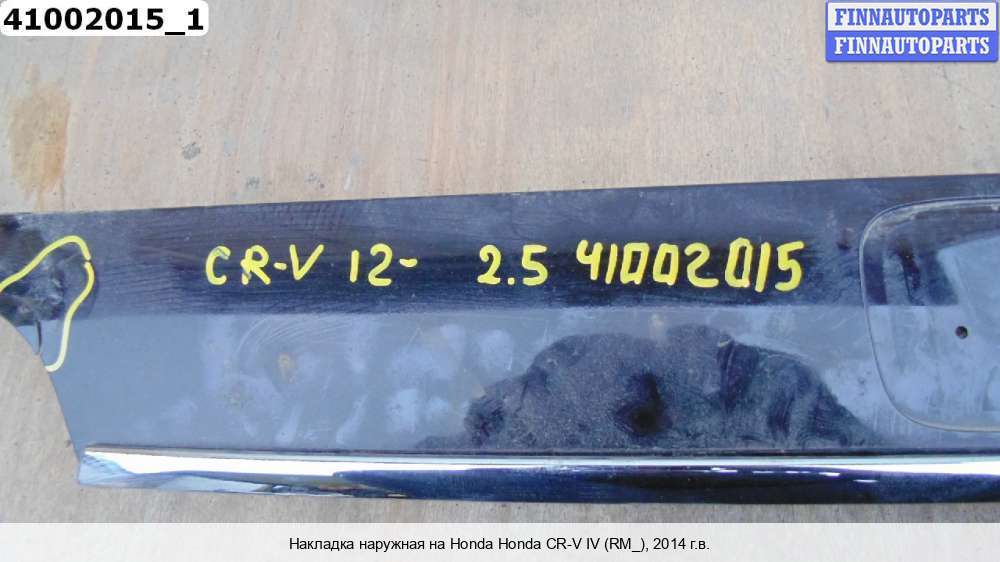 41002015_1
FINNAUTOPARTS
FINNAUTOPARTS
CR-V 12- 2.5 41002015
Накладка наружная на Honda Honda CR-V IV (RM_), 2014 г.в.